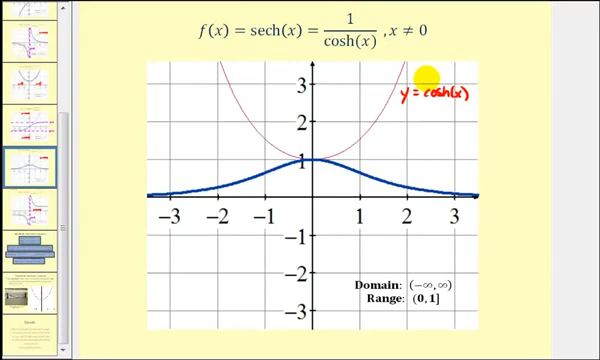 f(x) = sech(x) = 1/cosh(x) , x ≠ 0
y = cosh(x)
3
2
1
−3 −2 −1 1 2 3
−1
−2
−3
Domain: (−∞,∞)
Range: (0, 1]